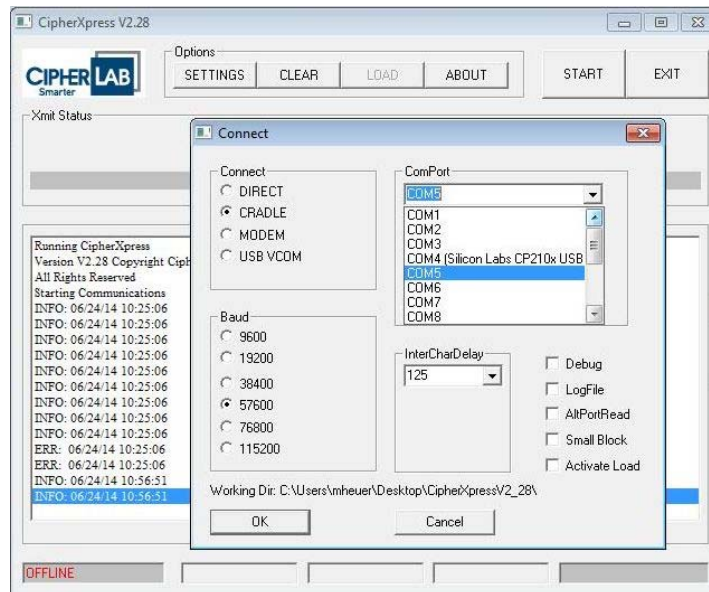 CipherXpress V2.28
CIPHER LAB
Smarter
Options
SETTINGS
CLEAR
LOAD
ABOUT
START
EXIT
Xmit Status
Running CipherXpress
Version V2.28 Copyright Ciph
All Rights Reserved
Starting Communications
INFO: 06/24/14 10:25:06
INFO: 06/24/14 10:25:06
INFO: 06/24/14 10:25:06
INFO: 06/24/14 10:25:06
INFO: 06/24/14 10:25:06
INFO: 06/24/14 10:25:06
INFO: 06/24/14 10:25:06
INFO: 06/24/14 10:25:06
INFO: 06/24/14 10:25:06
ERR: 06/24/14 10:25:06
ERR: 06/24/14 10:25:06
INFO: 06/24/14 10:56:51
INFO: 06/24/14 10:56:51
Connect
Connect
DIRECT
CRADLE
MODEM
USB VCOM
ComPort
COM5
COM1
COM2
COM3
COM4 (Silicon Labs CP210x USB
COM5
COM6
COM7
COM8
Baud
9600
19200
38400
57600
76800
115200
InterCharDelay
125
Debug
LogFile
AltPortRead
Small Block
Activate Load
Working Dir: C:\Users\mheuer\Desktop\CipherXpressV2_28\
OK
Cancel
OFFLINE